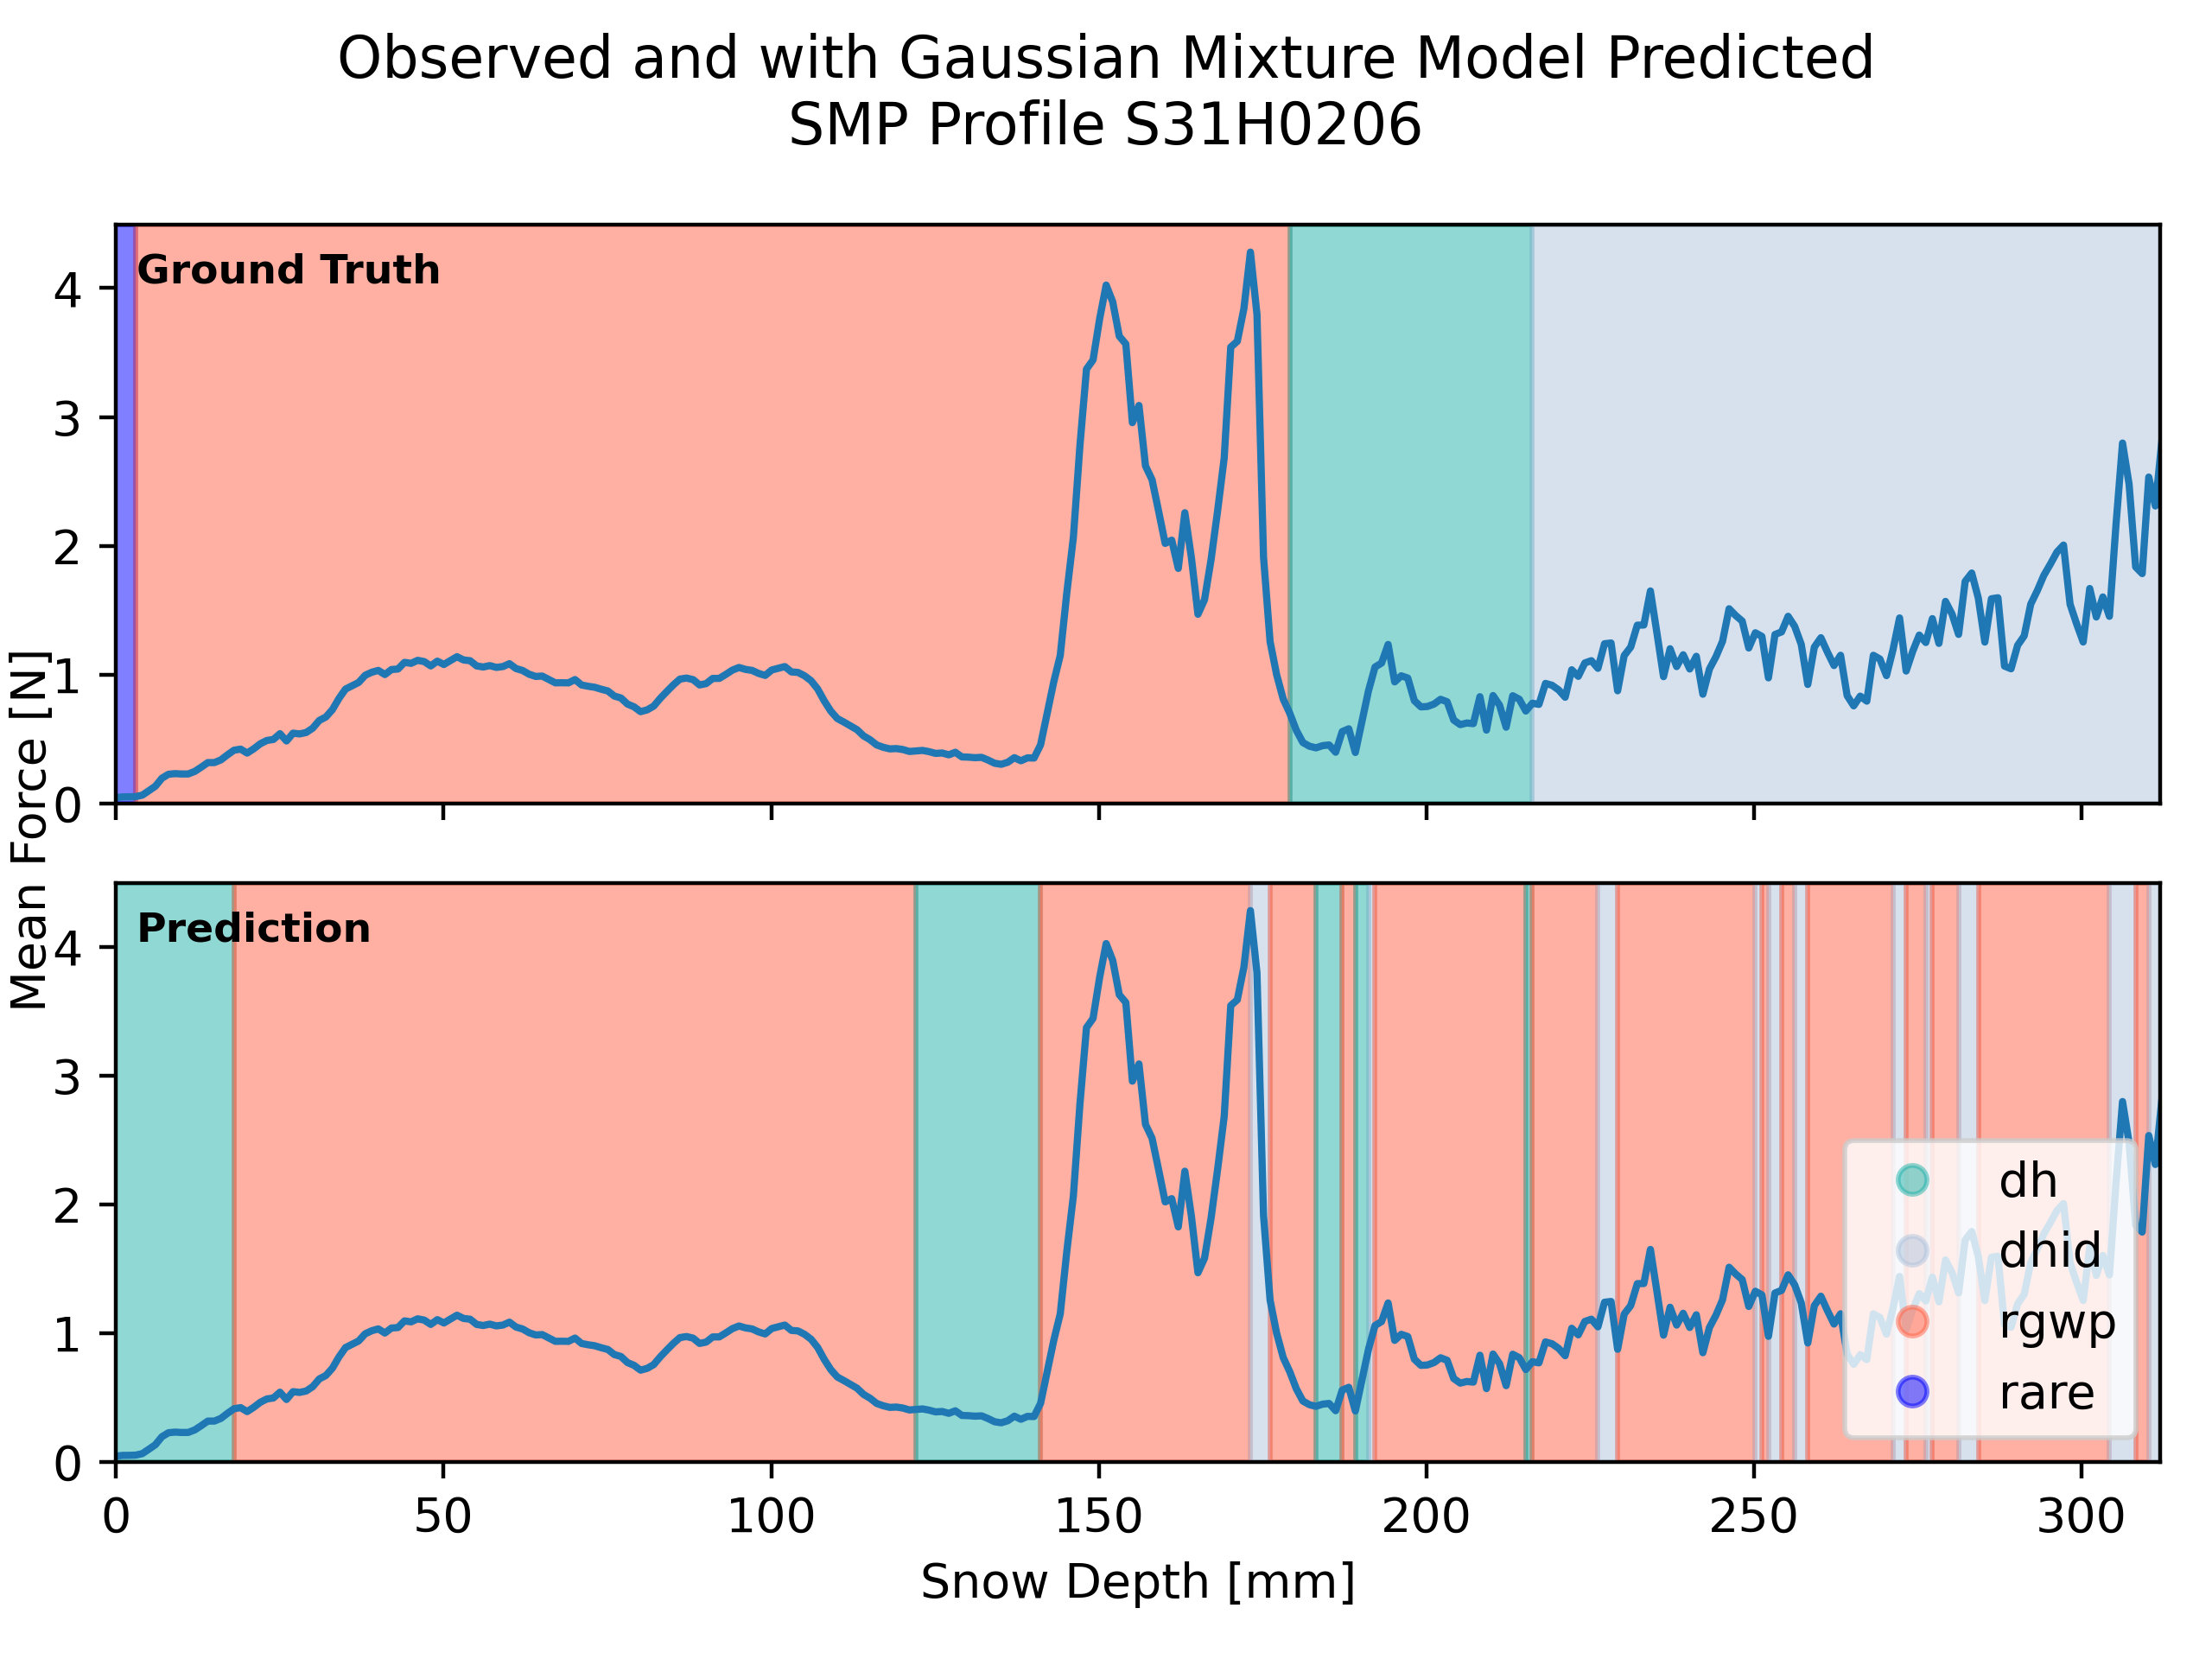 Observed and with Gaussian Mixture Model Predicted
SMP Profile S31H0206
Ground Truth
4
3
2
1
0
Mean Force [N]
Prediction
4
3
2
1
0
dh
dhid
rgwp
rare
0 50 100 150 200 250 300
Snow Depth [mm]